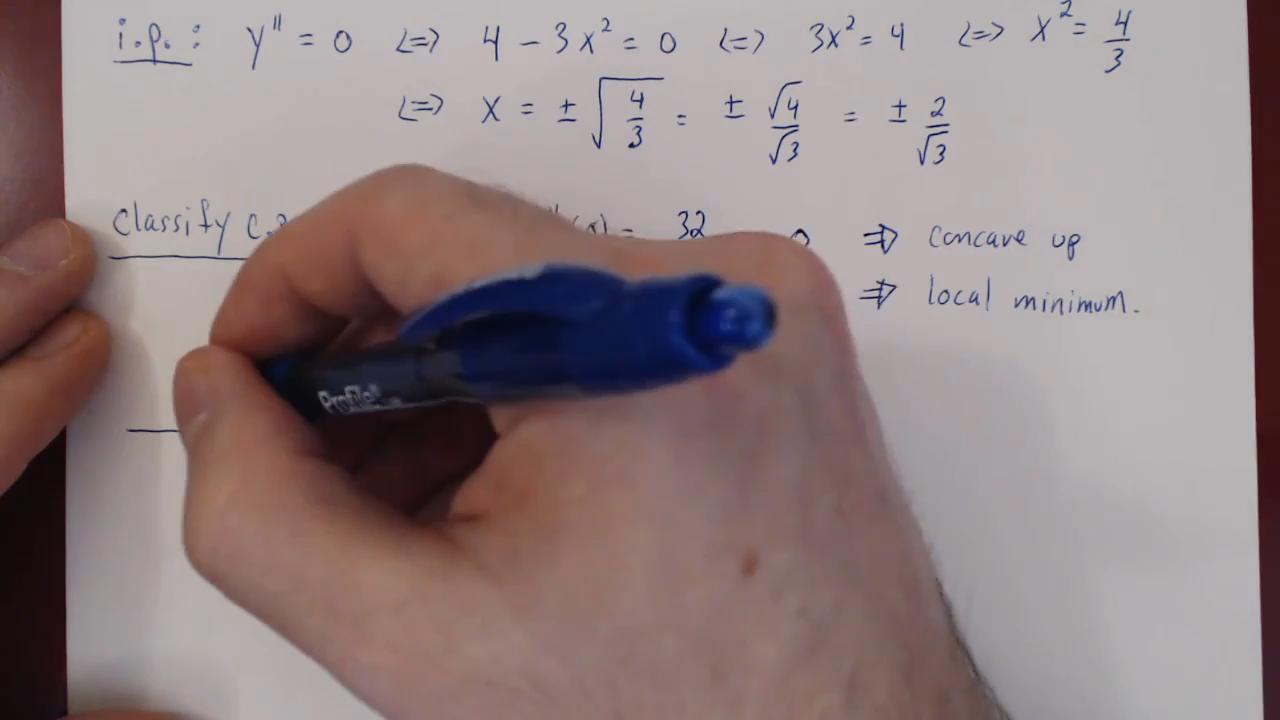 i.p.: y'' = 0 <=> 4 - 3x² = 0 <=> 3x² = 4 <=> x² = 4/3
<=> x = ± √(4/3) = ± √4/√3 = ± 2/√3
Classify 32 ⇒ concave up
⇒ local minimum.
Profile